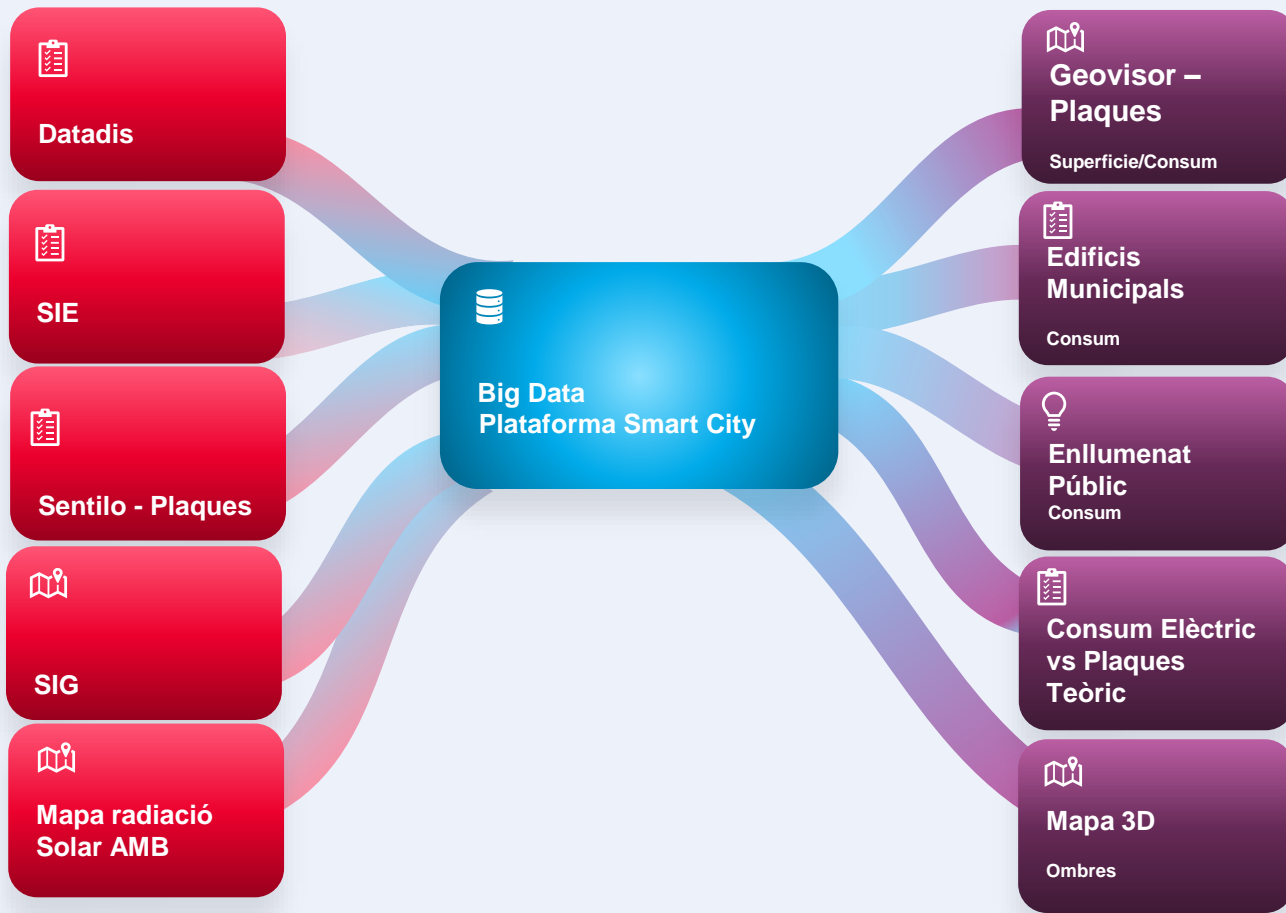 Datadis
SIE
Sentilo - Plaques
SIG
Mapa radiació
Solar AMB
Big Data
Plataforma Smart City
Geovisor –
Plaques
Superficie/Consum
Edificis
Municipals
Consum
Enllumenat
Públic
Consum
Consum Elèctric
vs Plaques
Teòric
Mapa 3D
Ombres